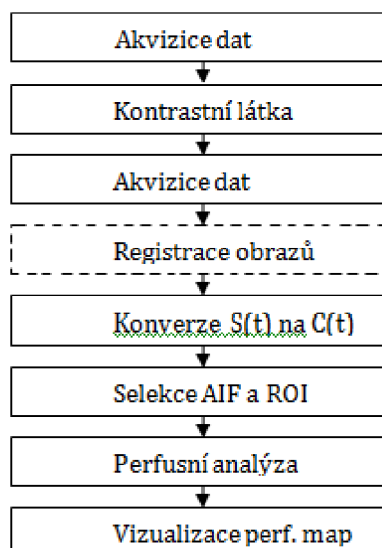 Akvizice dat
Kontrastní látka
Akvizice dat
Registrace obrazů
Konverze S(t) na C(t)
Selekce AIF a ROI
Perfusní analýza
Vizualizace perf. map